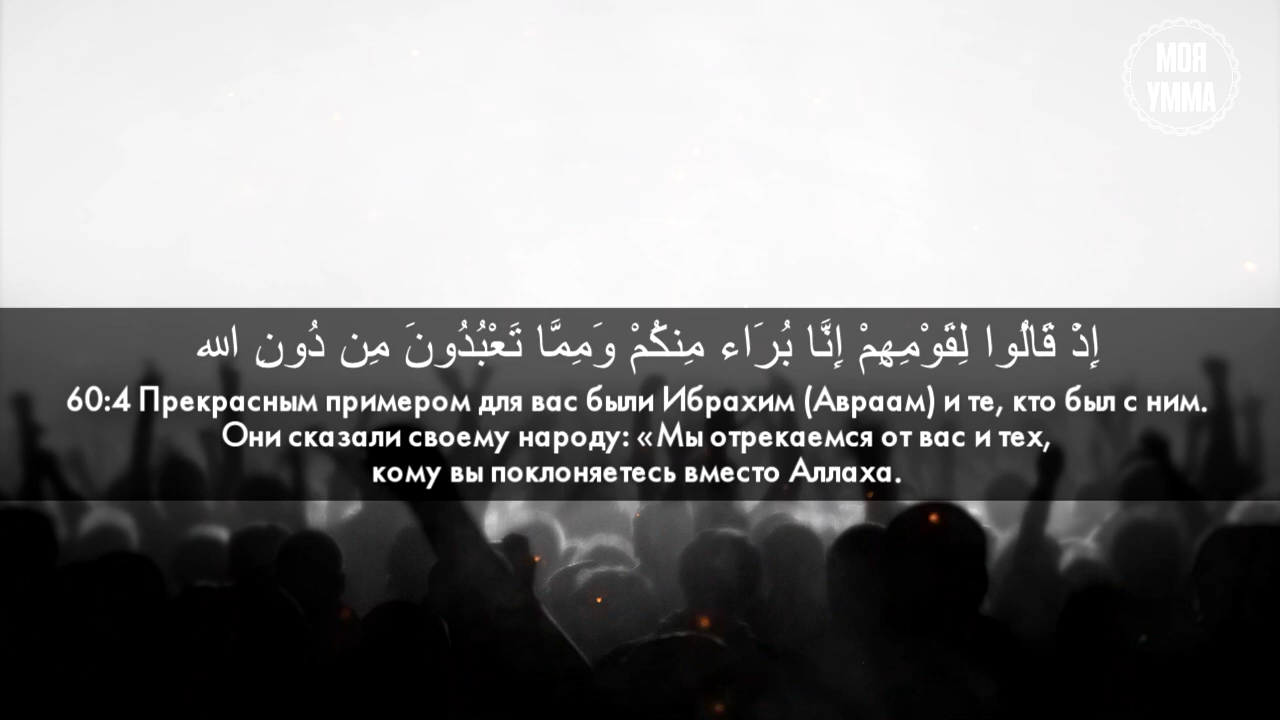 МОЯ
УММА
إِذْ قَالُوا لِقَوْمِهِمْ إِنَّا بُرَاء مِنكُمْ وَمِمَّا تَعْبُدُونَ مِن دُونِ الله
60:4 Прекрасным примером для вас были Ибрахим (Авраам) и те, кто был с ним.
Они сказали своему народу: «Мы отрекаемся от вас и тех,
кому вы поклоняетесь вместо Аллаха.